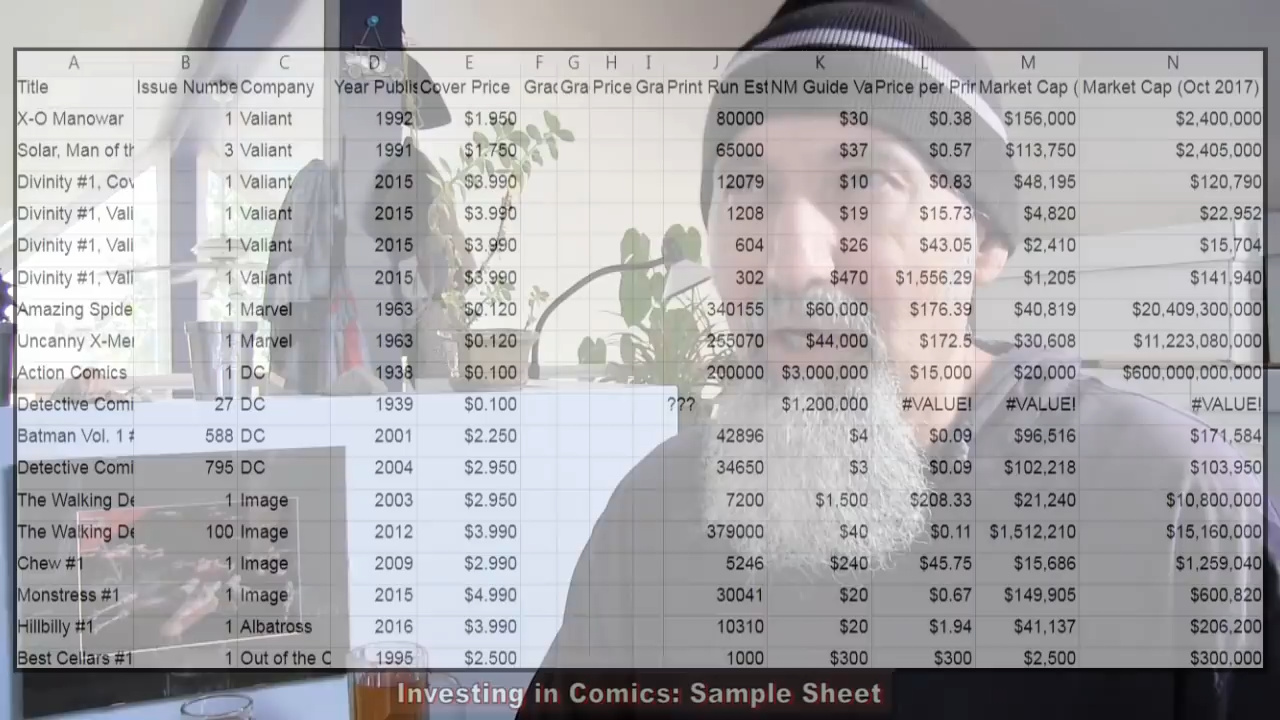 A B C D E F G H I J K L M N
Title Issue Numbe Company Year Publis Cover Price Grad Gra Price Gra Print Run Est NM Guide Va Price per Prin Market Cap ( Market Cap (Oct 2017)
X-O Manowar 1 Valiant 1992 $1.950 80000 $30 $0.38 $156,000 $2,400,000
Solar, Man of th 3 Valiant 1991 $1.750 65000 $37 $0.57 $113,750 $2,405,000
Divinity #1, Cov 1 Valiant 2015 $3.990 12079 $10 $0.83 $48,195 $120,790
Divinity #1, Vali 1 Valiant 2015 $3.990 1208 $19 $15.73 $4,820 $22,952
Divinity #1, Vali 1 Valiant 2015 $3.990 604 $26 $43.05 $2,410 $15,704
Divinity #1, Vali 1 Valiant 2015 $3.990 302 $470 $1,556.29 $1,205 $141,940
Amazing Spide 1 Marvel 1963 $0.120 340155 $60,000 $176.39 $40,819 $20,409,300,000
Uncanny X-Mer 1 Marvel 1963 $0.120 255070 $44,000 $172.5 $30,608 $11,223,080,000
Action Comics 1 DC 1938 $0.100 200000 $3,000,000 $15,000 $20,000 $600,000,000,000
Detective Comi 27 DC 1939 $0.100 ??? $1,200,000 #VALUE! #VALUE! #VALUE!
Batman Vol. 1 # 588 DC 2001 $2.250 42896 $4 $0.09 $96,516 $171,584
Detective Comi 795 DC 2004 $2.950 34650 $3 $0.09 $102,218 $103,950
The Walking De 1 Image 2003 $2.950 7200 $1,500 $208.33 $21,240 $10,800,000
The Walking De 100 Image 2012 $3.990 379000 $40 $0.11 $1,512,210 $15,160,000
Chew #1 1 Image 2009 $2.990 5246 $240 $45.75 $15,686 $1,259,040
Monstress #1 1 Image 2015 $4.990 30041 $20 $0.67 $149,905 $600,820
Hillbilly #1 1 Albatross 2016 $3.990 10310 $20 $1.94 $41,137 $206,200
Best Cellars #1 1 Out of the C 1995 $2.500 1000 $300 $300 $2,500 $300,000
Investing in Comics: Sample Sheet